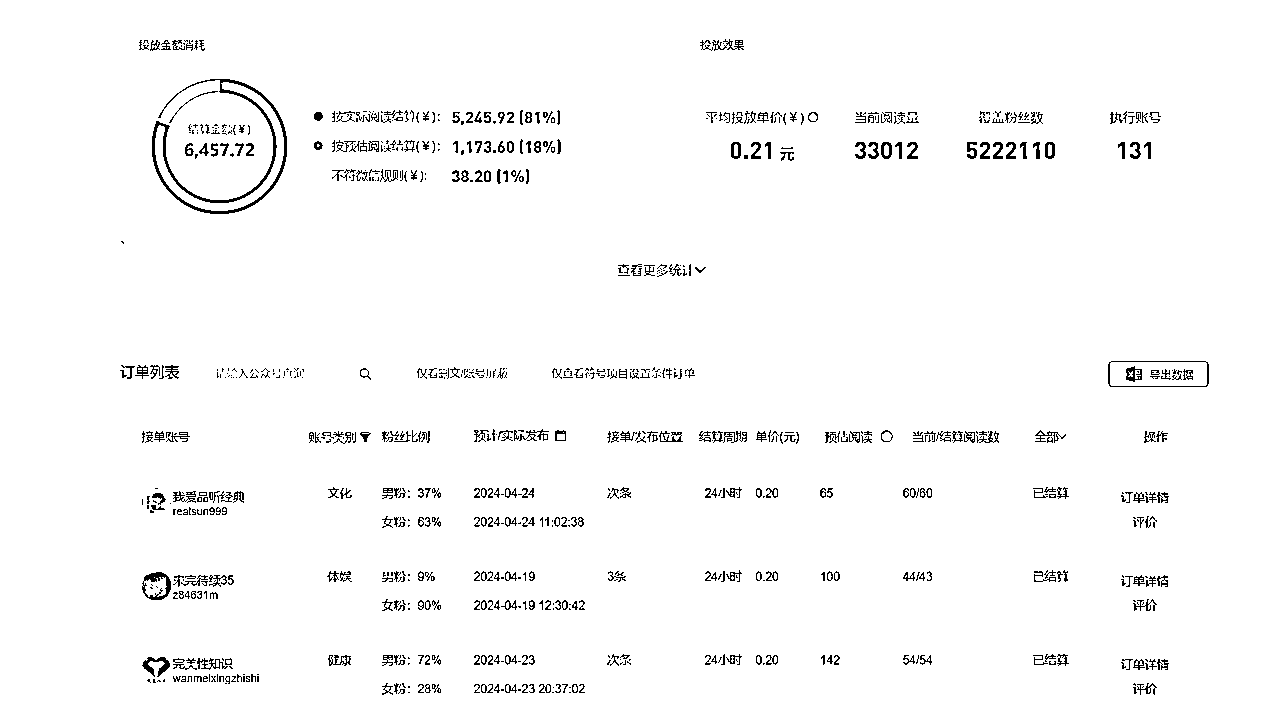 投放金额消耗
投放效果
结算金额(¥)
6,457.72
按实际阅读结算(¥): 5,245.92 (81%)
按预估阅读结算(¥): 1,173.60 (18%)
不符微信规则(¥): 38.20 (1%)
平均投放单价(¥) 当前阅读量 覆盖粉丝数 执行账号
0.21 元 33012 5222110 131
查看更多统计
订单列表 请输入公众号查询 仅看到文/账号屏蔽 仅查看符号项目设置条件订单 导出数据
接单账号 账号类别 粉丝比例 预计/实际发布 接单/发布位置 结算周期 单价(元) 预估阅读 当前/结算阅读数 全部 操作
我爱品听经典 文化 男粉：37% 2024-04-24 次条 24小时 0.20 65 60/60 已结算 订单详情
reatsun999 女粉：63% 2024-04-24 11:02:38 评价
未完待续35 体娱 男粉：9% 2024-04-19 3条 24小时 0.20 100 44/43 已结算 订单详情
z84631m 女粉：90% 2024-04-19 12:30:42 评价
完美性知识 健康 男粉：72% 2024-04-23 次条 24小时 0.20 142 54/54 已结算 订单详情
wanmeixingzhishi 女粉：28% 2024-04-23 20:37:02 评价